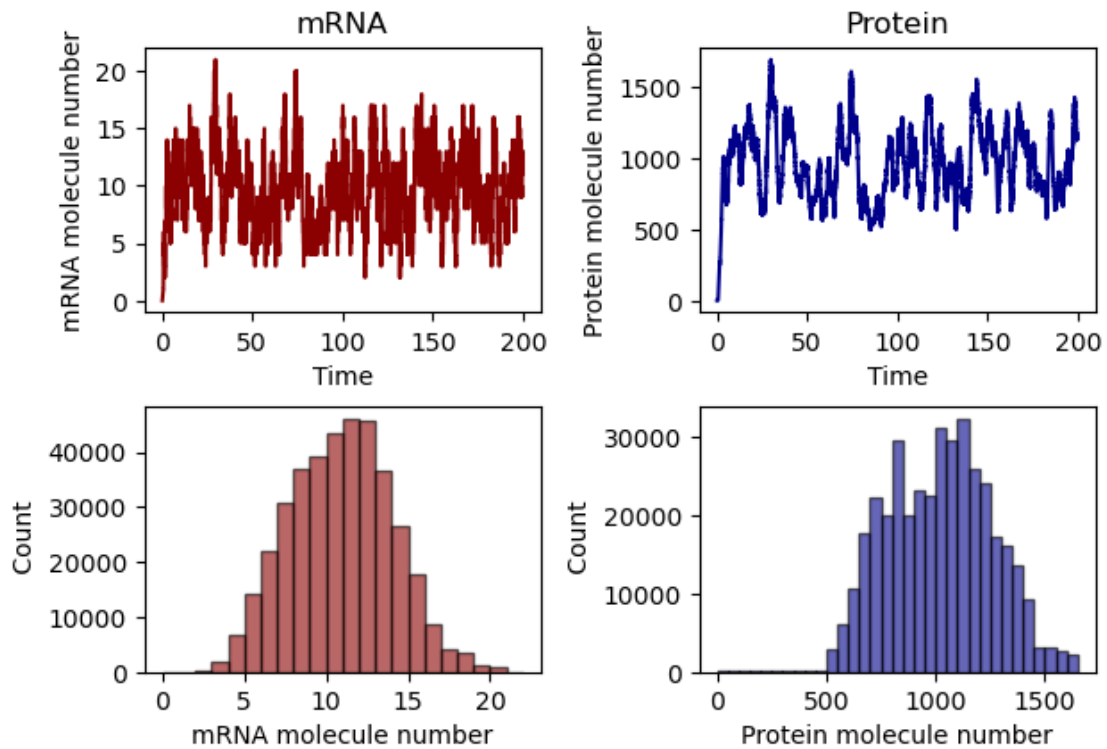 mRNA
mRNA molecule number
20
15
10
5
0
0 50 100 150 200
Time
Protein
Protein molecule number
1500
1000
500
0
0 50 100 150 200
Time
Count
40000
30000
20000
10000
0
0 5 10 15 20
mRNA molecule number
Count
30000
20000
10000
0
0 500 1000 1500
Protein molecule number